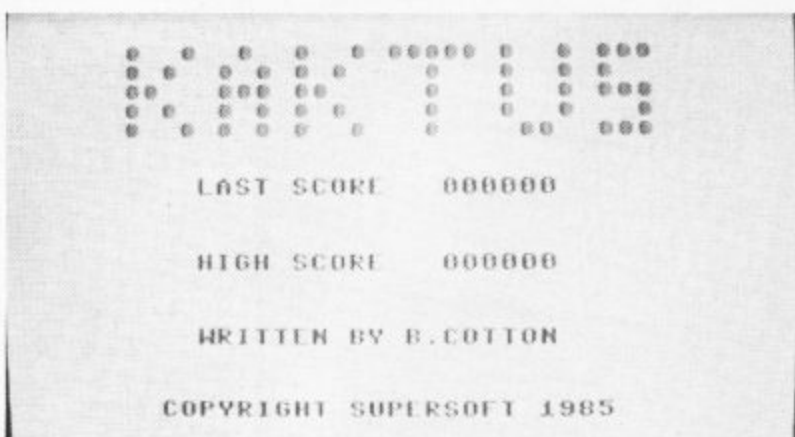 KAKTUS
LAST SCORE 000000
HIGH SCORE 000000
WRITTEN BY B.COTTON
COPYRIGHT SUPERSOFT 1985